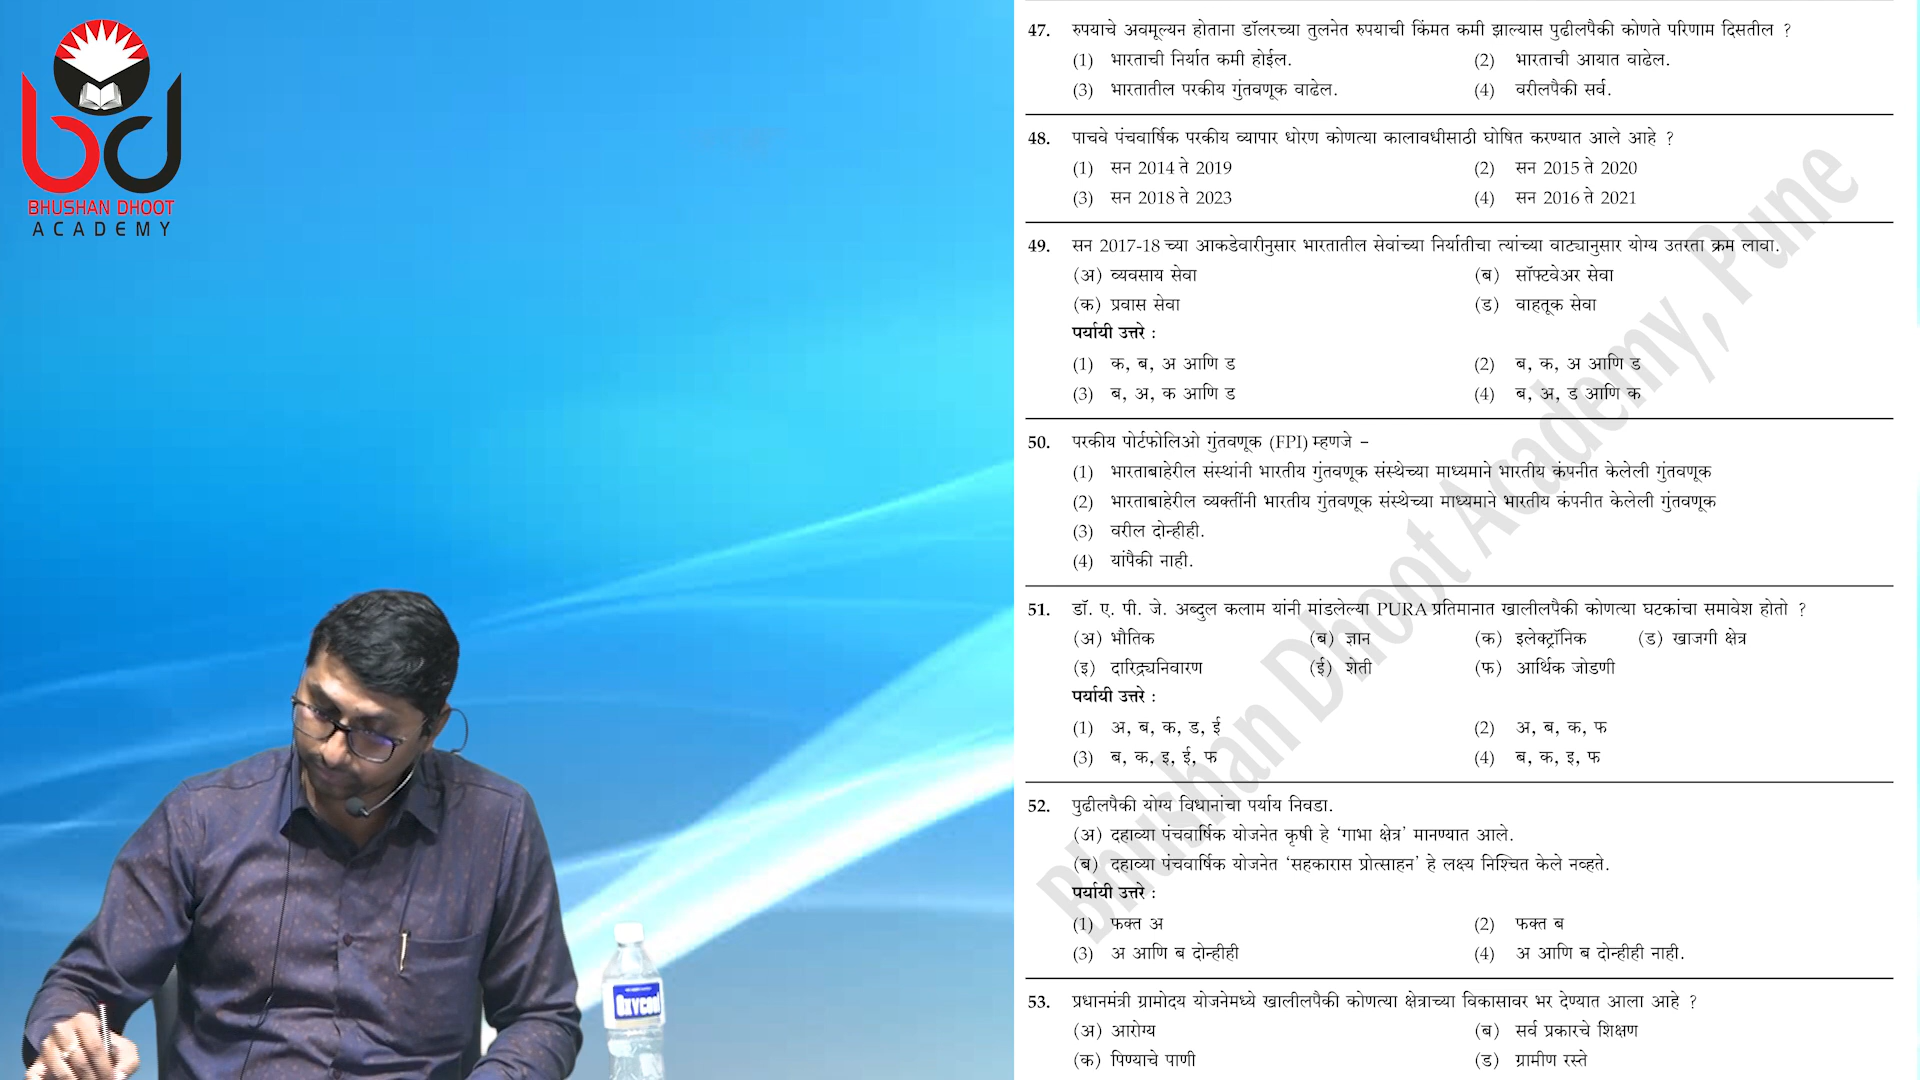 BHUSHAN DHOOT
ACADEMY
47. रुपयाचे अवमूल्यन होताना डॉलरच्या तुलनेत रुपयाची किंमत कमी झाल्यास पुढीलपैकी कोणते परिणाम दिसतील ?
(1) भारताची निर्यात कमी होईल. (2) भारताची आयात वाढेल.
(3) भारतातील परकीय गुंतवणूक वाढेल. (4) वरीलपैकी सर्व.
48. पाचवे पंचवार्षिक परकीय व्यापार धोरण कोणत्या कालावधीसाठी घोषित करण्यात आले आहे ?
(1) सन 2014 ते 2019 (2) सन 2015 ते 2020
(3) सन 2018 ते 2023 (4) सन 2016 ते 2021
49. सन 2017-18 च्या आकडेवारीनुसार भारतातील सेवांच्या निर्यातीचा त्यांच्या वाट्यानुसार योग्य उतरता क्रम लावा.
(अ) व्यवसाय सेवा (ब) सॉफ्टवेअर सेवा
(क) प्रवास सेवा (ड) वाहतूक सेवा
पर्यायी उत्तरे :
(1) क, ब, अ आणि ड (2) ब, क, अ आणि ड
(3) ब, अ, क आणि ड (4) ब, अ, ड आणि क
50. परकीय पोर्टफोलिओ गुंतवणूक (FPI) म्हणजे –
(1) भारताबाहेरील संस्थांनी भारतीय गुंतवणूक संस्थेच्या माध्यमाने भारतीय कंपनीत केलेली गुंतवणूक
(2) भारताबाहेरील व्यक्तींनी भारतीय गुंतवणूक संस्थेच्या माध्यमाने भारतीय कंपनीत केलेली गुंतवणूक
(3) वरील दोन्हीही.
(4) यांपैकी नाही.
51. डॉ. ए. पी. जे. अब्दुल कलाम यांनी मांडलेल्या PURA प्रतिमानात खालीलपैकी कोणत्या घटकांचा समावेश होतो ?
(अ) भौतिक (ब) ज्ञान (क) इलेक्ट्रॉनिक (ड) खाजगी क्षेत्र
(इ) दारिद्र्यनिवारण (ई) शेती (फ) आर्थिक जोडणी
पर्यायी उत्तरे :
(1) अ, ब, क, ड, ई (2) अ, ब, क, फ
(3) ब, क, इ, ई, फ (4) ब, क, इ, फ
52. पुढीलपैकी योग्य विधानांचा पर्याय निवडा.
(अ) दहाव्या पंचवार्षिक योजनेत कृषी हे ‘गाभा क्षेत्र’ मानण्यात आले.
(ब) दहाव्या पंचवार्षिक योजनेत ‘सहकारास प्रोत्साहन’ हे लक्ष्य निश्चित केले नव्हते.
पर्यायी उत्तरे :
(1) फक्त अ (2) फक्त ब
(3) अ आणि ब दोन्हीही (4) अ आणि ब दोन्हीही नाही.
53. प्रधानमंत्री ग्रामोदय योजनेमध्ये खालीलपैकी कोणत्या क्षेत्राच्या विकासावर भर देण्यात आला आहे ?
(अ) आरोग्य (ब) सर्व प्रकारचे शिक्षण
(क) पिण्याचे पाणी (ड) ग्रामीण रस्ते
Bhushan Dhoot Academy, Pune
OXYCOOL